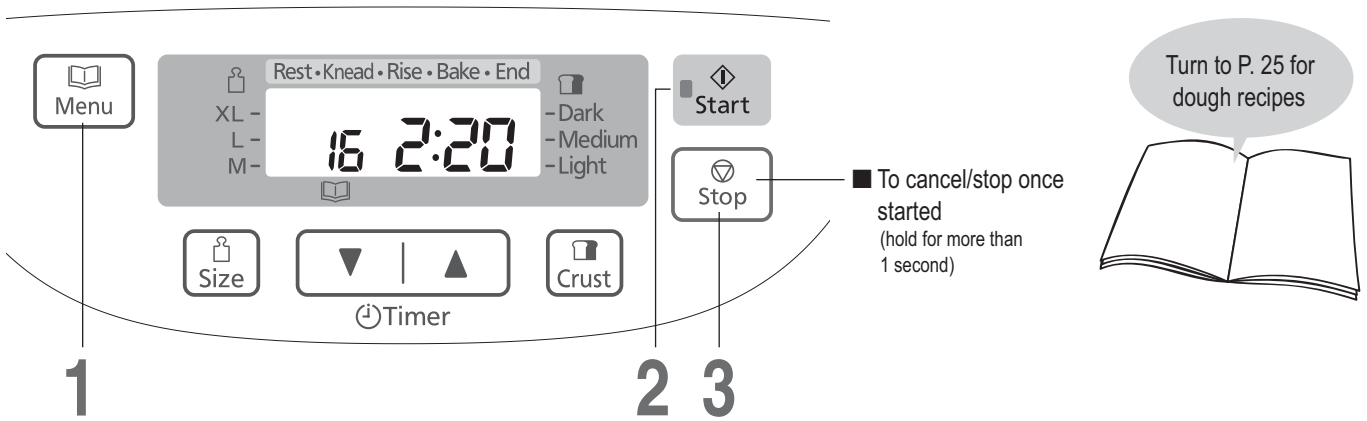 Menu
Rest • Knead • Rise • Bake • End
XL –
L –
M –
16 2:20
– Dark
– Medium
– Light
Start
Stop
Size
▼ | ▲
Timer
Crust
■ To cancel/stop once
started
(hold for more than
1 second)
Turn to P. 25 for
dough recipes
1
2
3